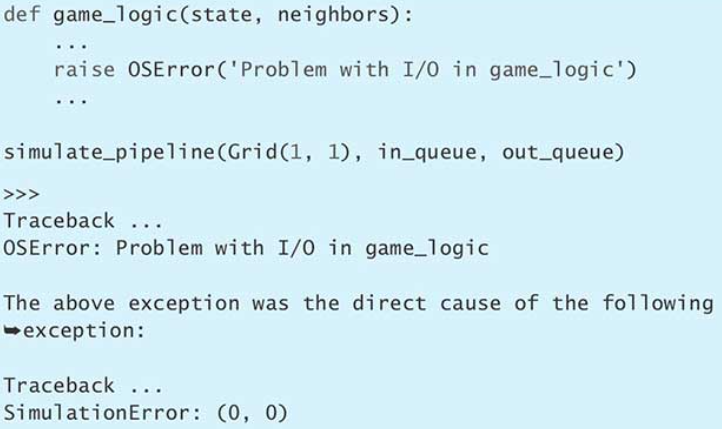 def game_logic(state, neighbors):
    ...
    raise OSError('Problem with I/O in game_logic')
    ...
simulate_pipeline(Grid(1, 1), in_queue, out_queue)
>>>
Traceback ...
OSError: Problem with I/O in game_logic
The above exception was the direct cause of the following
➥exception:
Traceback ...
SimulationError: (0, 0)